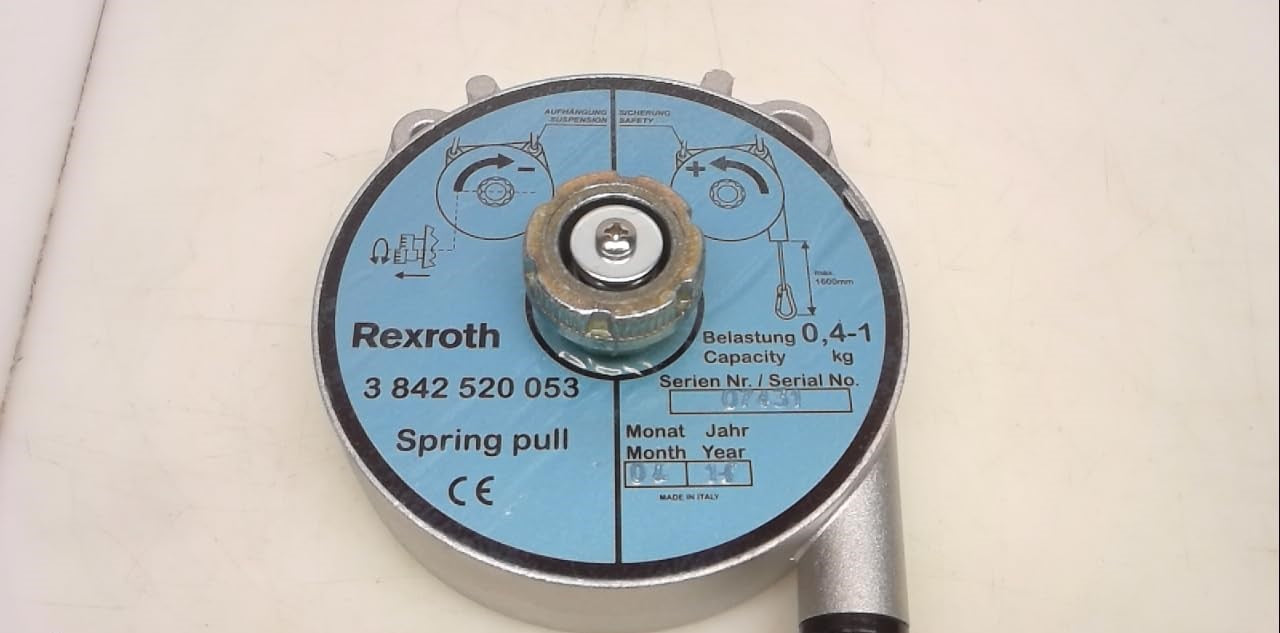 AUFHÄNGUNG SICHERUNG
SUSPENSION SAFETY
- +
max.
1600mm
Rexroth
3 842 520 053
Spring pull
CE
Belastung 0,4-1
Capacity kg
Serien Nr. / Serial No.
Monat Jahr
Month Year
MADE IN ITALY